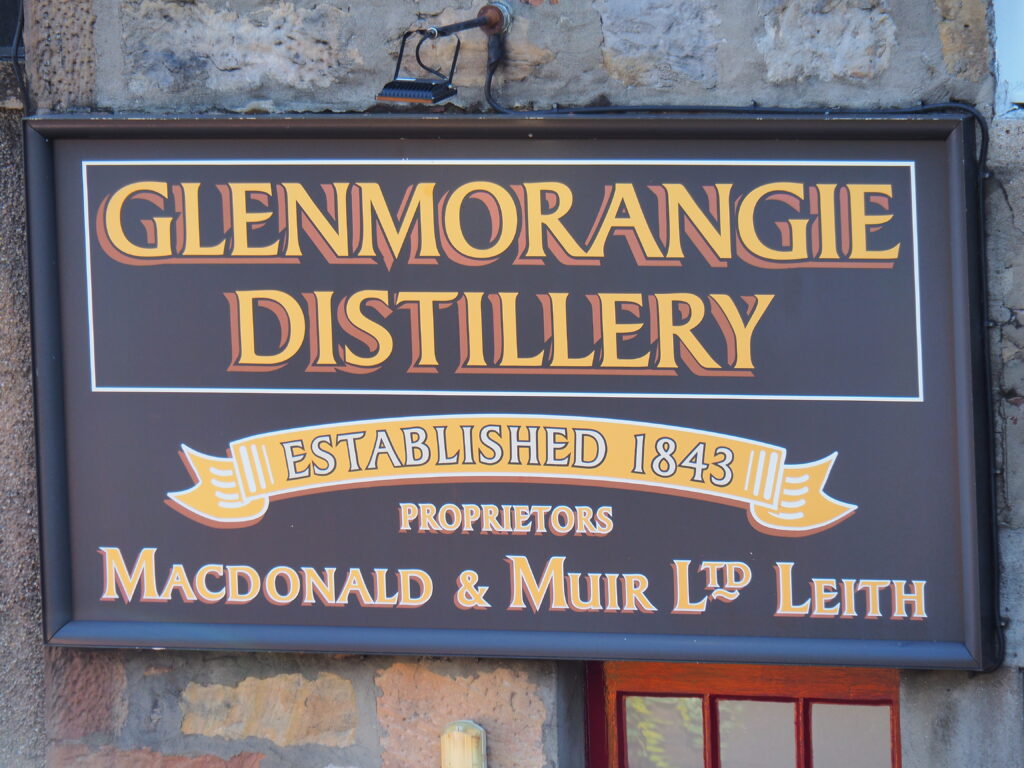 GLENMORANGIE
DISTILLERY
ESTABLISHED 1843
PROPRIETORS
MACDONALD & MUIR LTD LEITH